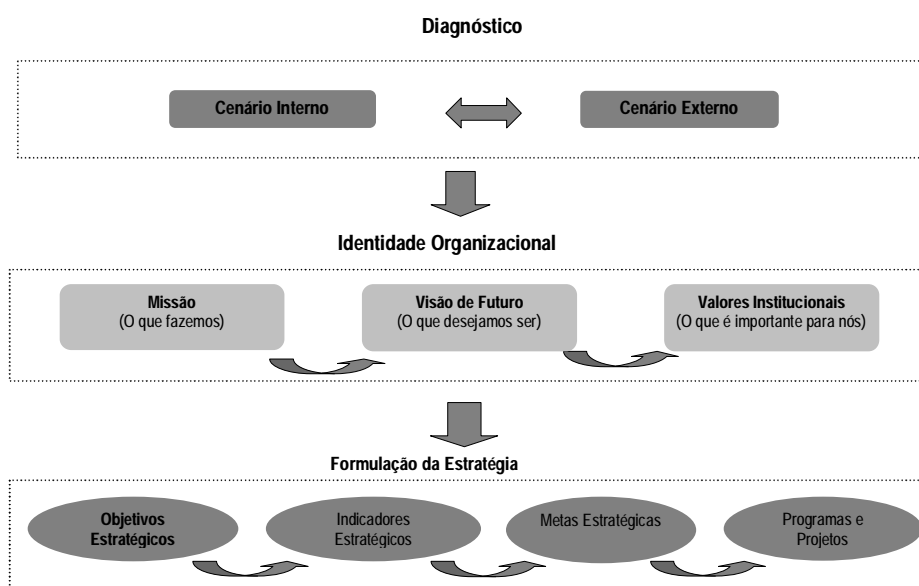 Diagnóstico
Cenário Interno
Cenário Externo
Identidade Organizacional
Missão
(O que fazemos)
Visão de Futuro
(O que desejamos ser)
Valores Institucionais
(O que é importante para nós)
Formulação da Estratégia
Objetivos
Estratégicos
Indicadores
Estratégicos
Metas Estratégicas
Programas e
Projetos